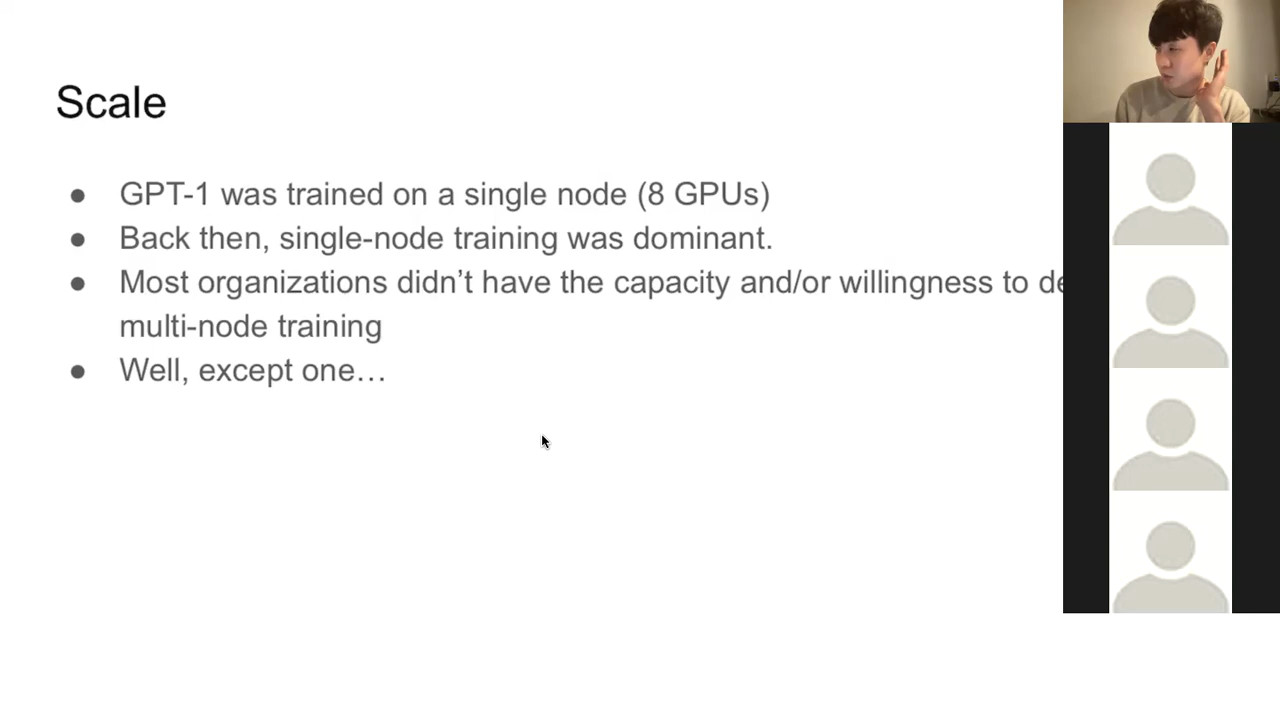 Scale
● GPT-1 was trained on a single node (8 GPUs)
● Back then, single-node training was dominant.
● Most organizations didn’t have the capacity and/or willingness to
multi-node training
● Well, except one…